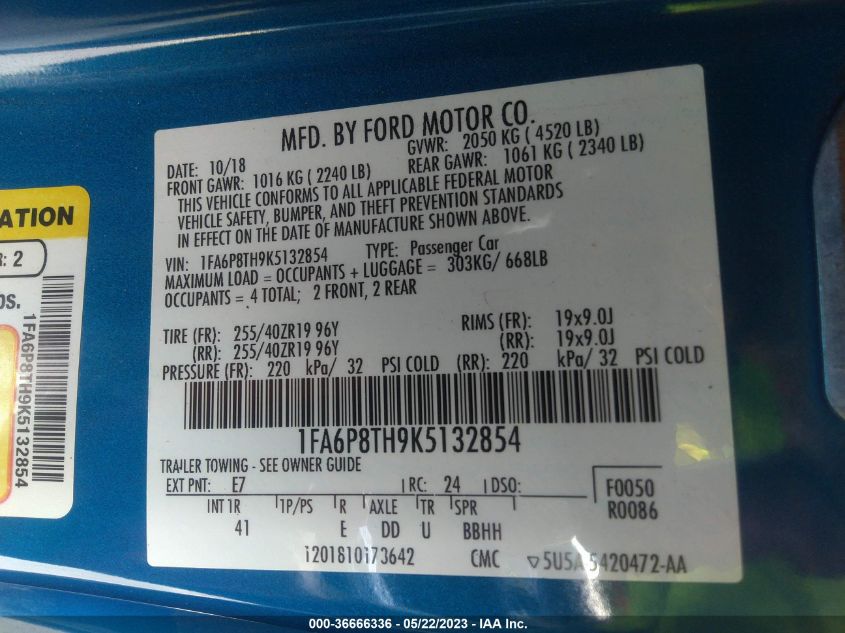 MFD. BY FORD MOTOR CO.
DATE: 10/18 GVWR: 2050 KG ( 4520 LB)
FRONT GAWR: 1016 KG ( 2240 LB) REAR GAWR: 1061 KG ( 2340 LB)
THIS VEHICLE CONFORMS TO ALL APPLICABLE FEDERAL MOTOR
VEHICLE SAFETY, BUMPER, AND THEFT PREVENTION STANDARDS
IN EFFECT ON THE DATE OF MANUFACTURE SHOWN ABOVE.
VIN: 1FA6P8TH9K5132854 TYPE: Passenger Car
MAXIMUM LOAD = OCCUPANTS + LUGGAGE = 303KG/ 668LB
OCCUPANTS = 4 TOTAL; 2 FRONT, 2 REAR
TIRE (FR): 255/40ZR19 96Y RIMS (FR): 19x9.0J
(RR): 255/40ZR19 96Y (RR): 19x9.0J
PRESSURE (FR): 220 kPa/ 32 PSI COLD (RR): 220 kPa/ 32 PSI COLD
1FA6P8TH9K5132854
TRAILER TOWING - SEE OWNER GUIDE
EXT PNT: E7 RC: 24 DSO: F0050
INT TR TP/PS R AXLE TR SPR R0086
41 E DD U BBHH
1201810173642 CMC ▽5U5A 5420472-AA
ATION
R: 2
OS.
1FA6P8TH9K5132854
000-36666336 - 05/22/2023 - IAA Inc.